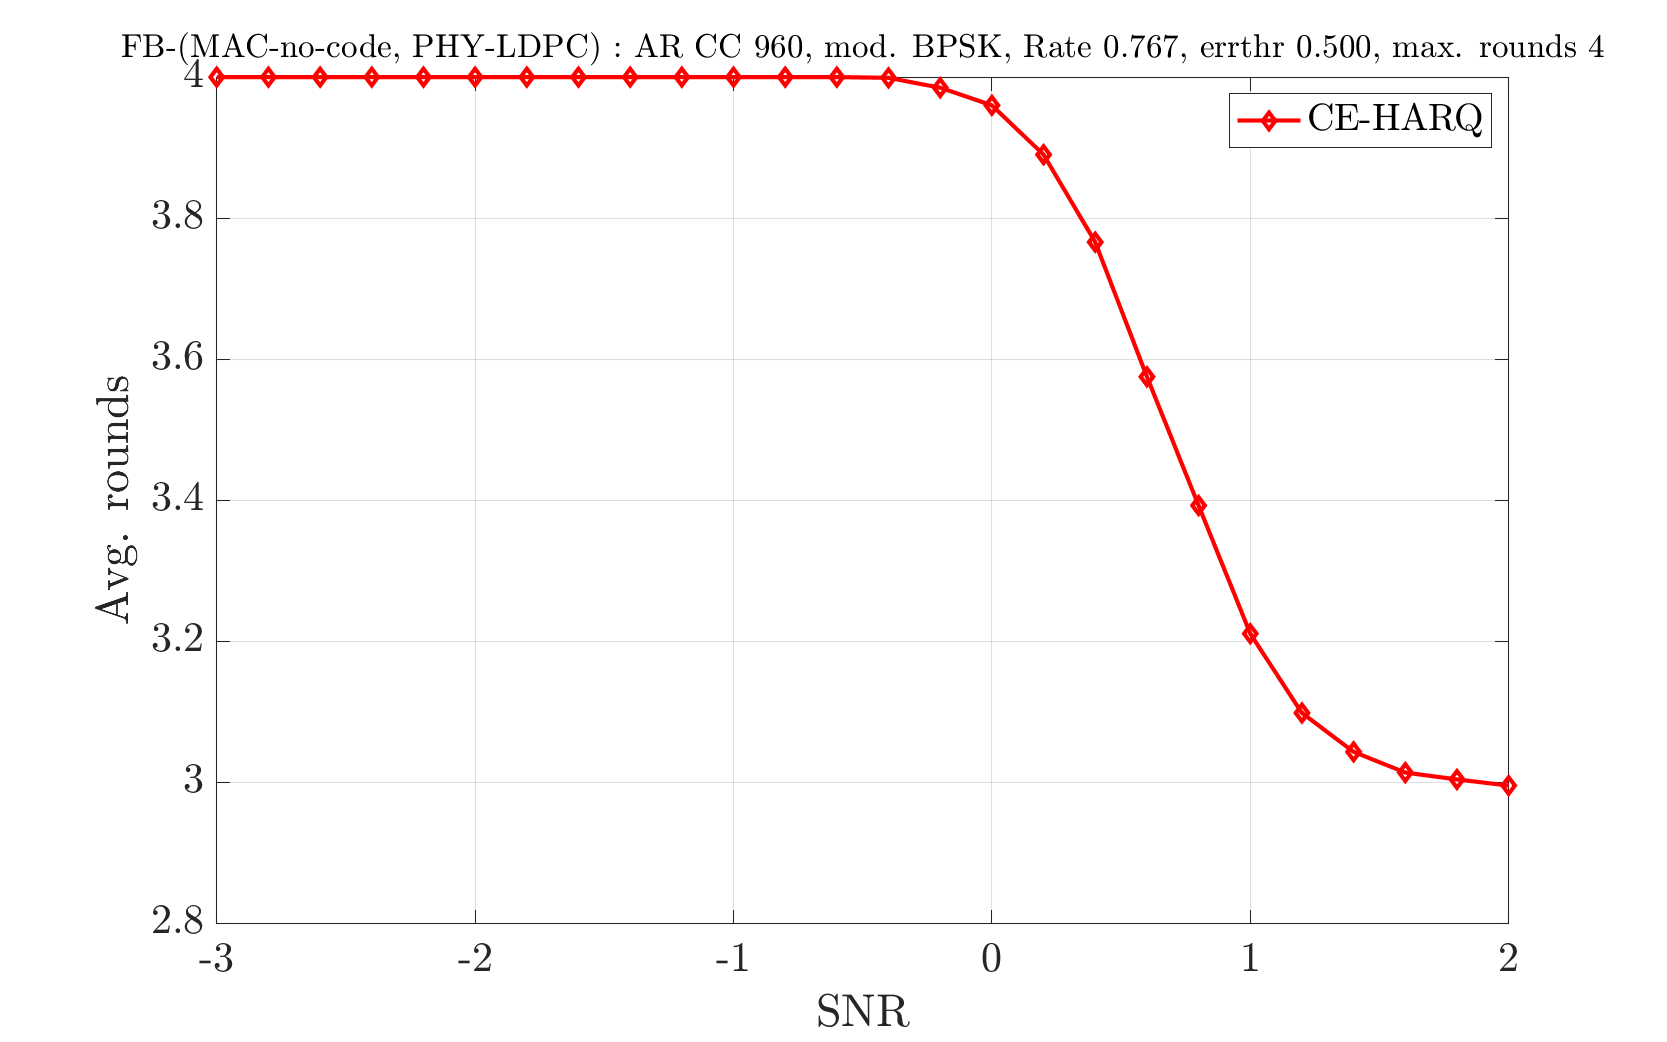 FB-(MAC-no-code, PHY-LDPC) : AR CC 960, mod. BPSK, Rate 0.767, errthr 0.500, max. rounds 4
CE-HARQ
4
3.8
3.6
3.4
3.2
3
2.8
Avg. rounds
-3 -2 -1 0 1 2
SNR